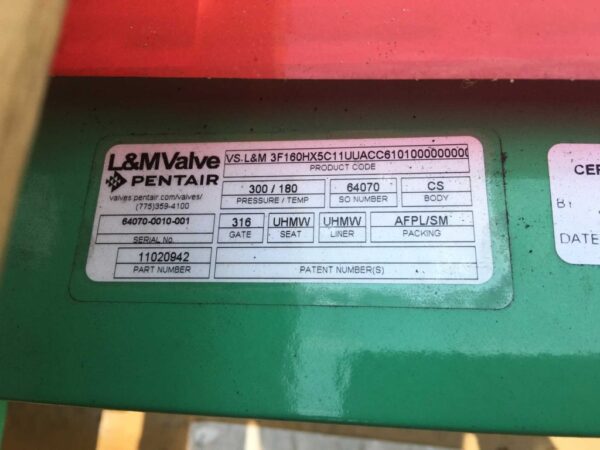 L&MValve
PENTAIR
valves.pentair.com/valves/
(775)359-4100
VS.L&M 3F160HX5C11UUACC6101000000000
PRODUCT CODE
300 / 180
PRESSURE / TEMP
64070
SO NUMBER
CS
BODY
64070-0010-001
SERIAL No.
316
GATE
UHMW
SEAT
UHMW
LINER
AFPL/SM
PACKING
11020942
PART NUMBER
PATENT NUMBER(S)
CER
DATE